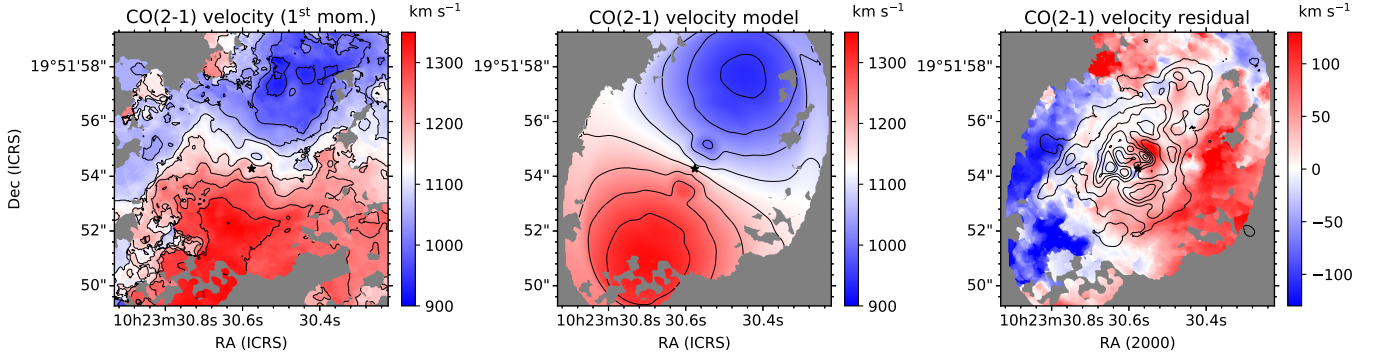 CO(2-1) velocity (1st mom.)
km s−1
Dec (ICRS)
19°51'58"
56"
54"
52"
50"
10h23m30.8s 30.6s 30.4s
RA (ICRS)
1300
1200
1100
1000
900
CO(2-1) velocity model
km s−1
19°51'58"
56"
54"
52"
50"
10h23m30.8s 30.6s 30.4s
RA (ICRS)
1300
1200
1100
1000
900
CO(2-1) velocity residual
km s−1
19°51'58"
56"
54"
52"
50"
10h23m30.8s 30.6s 30.4s
RA (2000)
100
50
0
−50
−100